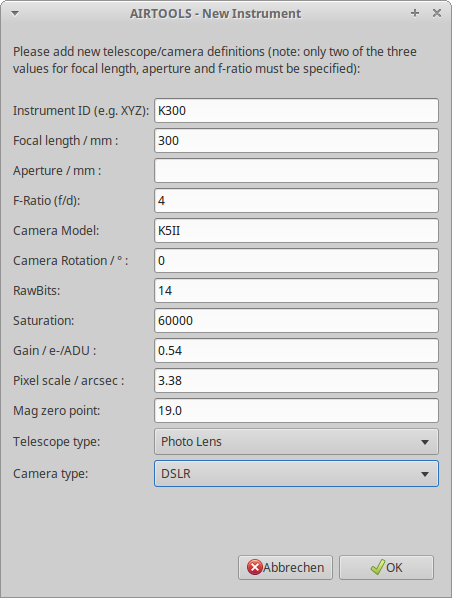 AIRTOOLS - New Instrument
Please add new telescope/camera definitions (note: only two of the three
values for focal length, aperture and f-ratio must be specified):
Instrument ID (e.g. XYZ): K300
Focal length / mm : 300
Aperture / mm :
F-Ratio (f/d): 4
Camera Model: K5II
Camera Rotation / ° : 0
RawBits: 14
Saturation: 60000
Gain / e-/ADU : 0.54
Pixel scale / arcsec : 3.38
Mag zero point: 19.0
Telescope type: Photo Lens
Camera type: DSLR
Abbrechen OK